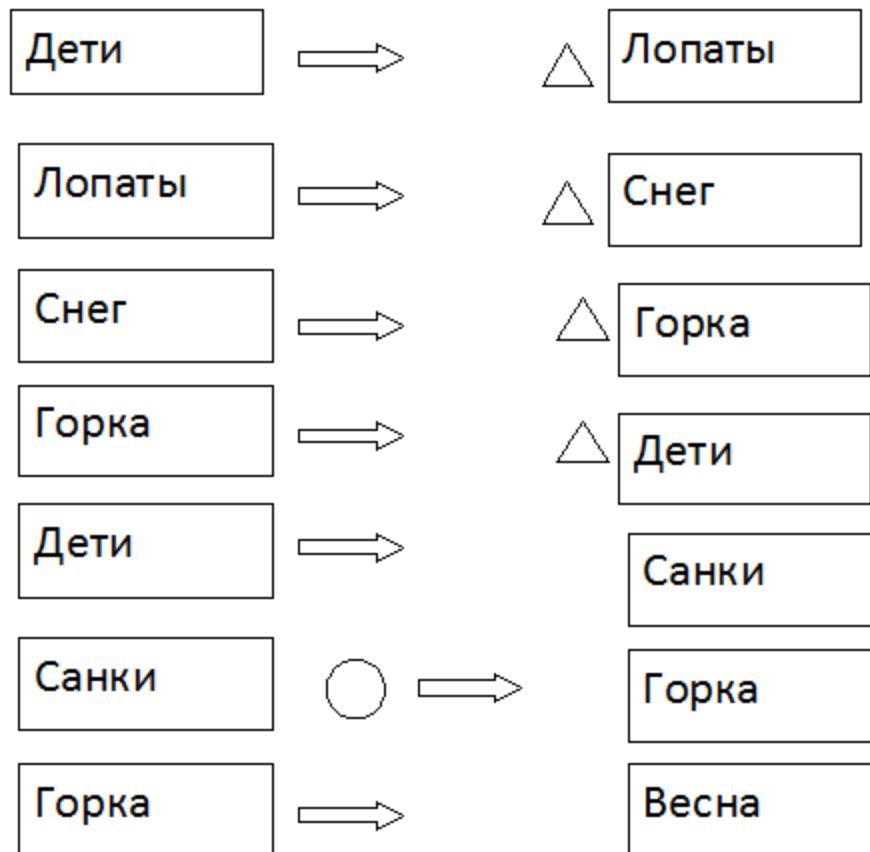 Дети Лопаты
Лопаты Снег
Снег Горка
Горка Дети
Дети Санки
Санки Горка
Горка Весна